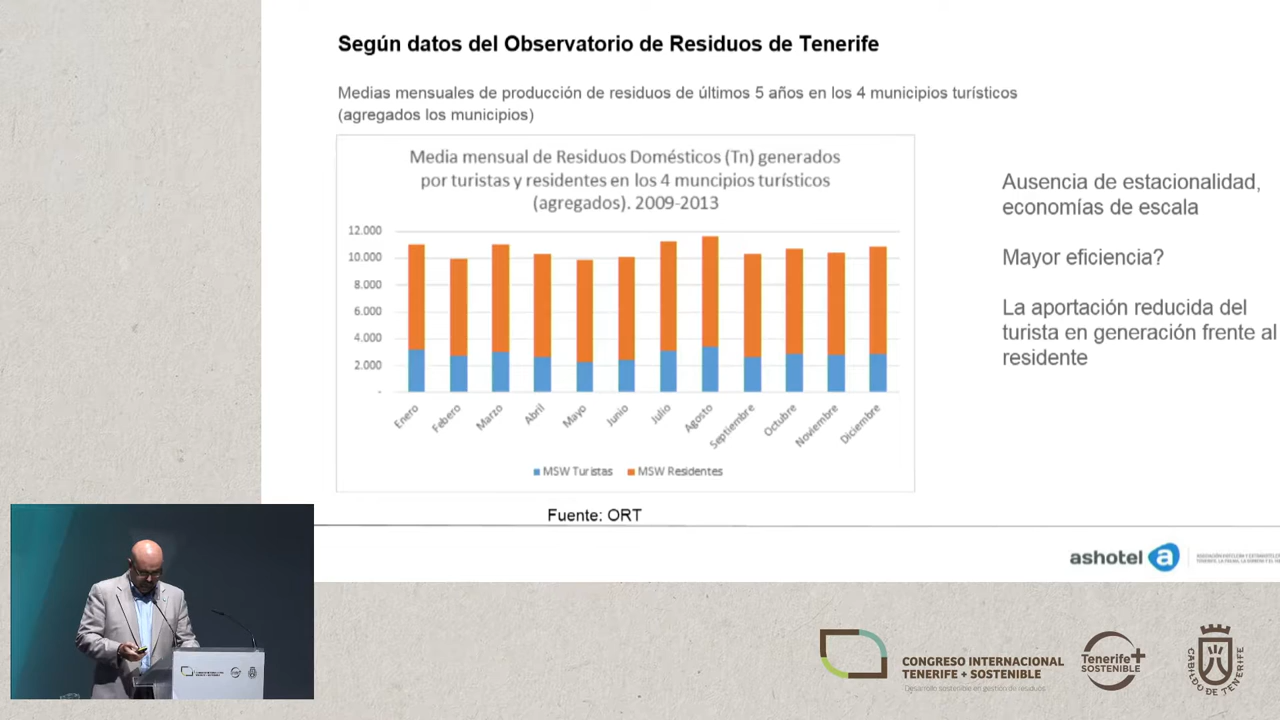 Según datos del Observatorio de Residuos de Tenerife
Medias mensuales de producción de residuos de últimos 5 años en los 4 municipios turísticos
(agregados los municipios)
Media mensual de Residuos Domésticos (Tn) generados
por turistas y residentes en los 4 muncipios turísticos
(agregados). 2009-2013
12.000
10.000
8.000
6.000
4.000
2.000
-
Enero
Febero
Marzo
Abril
Mayo
Junio
Julio
Agosto
Septiembre
Octubre
Noviembre
Diciembre
MSW Turistas
MSW Residentes
Fuente: ORT
Ausencia de estacionalidad,
economías de escala
Mayor eficiencia?
La aportación reducida del
turista en generación frente al
residente
ashotel
CONGRESO INTERNACIONAL
TENERIFE + SOSTENIBLE
Desarrollo sostenible en gestión de residuos
Tenerife+
SOSTENIBLE
CABILDO DE TENERIFE